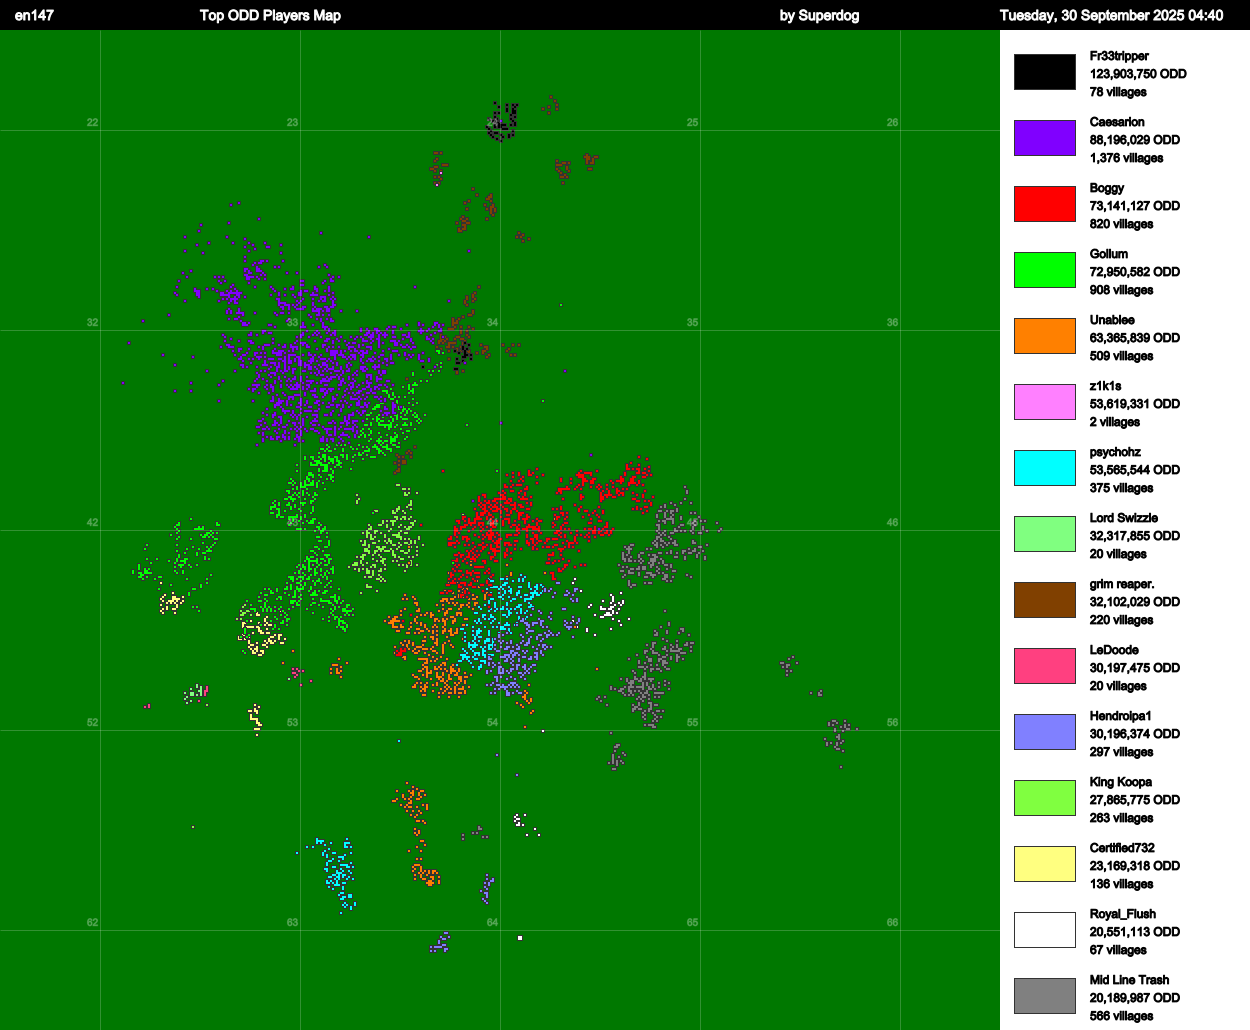 en147 Top ODD Players Map by Superdog Tuesday, 30 September 2025 04:40
Fr33tripper
123,903,750 ODD
78 villages
Caesarion
88,196,029 ODD
1,376 villages
Boggy
73,141,127 ODD
820 villages
Gollum
72,950,582 ODD
908 villages
Unablee
63,365,839 ODD
509 villages
z1k1s
53,619,331 ODD
2 villages
psychohz
53,565,544 ODD
375 villages
Lord Swizzle
32,317,855 ODD
20 villages
grim reaper.
32,102,029 ODD
220 villages
LeDoode
30,197,475 ODD
20 villages
Hendroipa1
30,196,374 ODD
297 villages
King Koopa
27,865,775 ODD
263 villages
Certified732
23,169,318 ODD
136 villages
Royal_Flush
20,551,113 ODD
67 villages
Mid Line Trash
20,189,987 ODD
566 villages
22 23 25
32 33 34 35 36
42 44 46
52 53 54 55 56
62 63 64 65 66